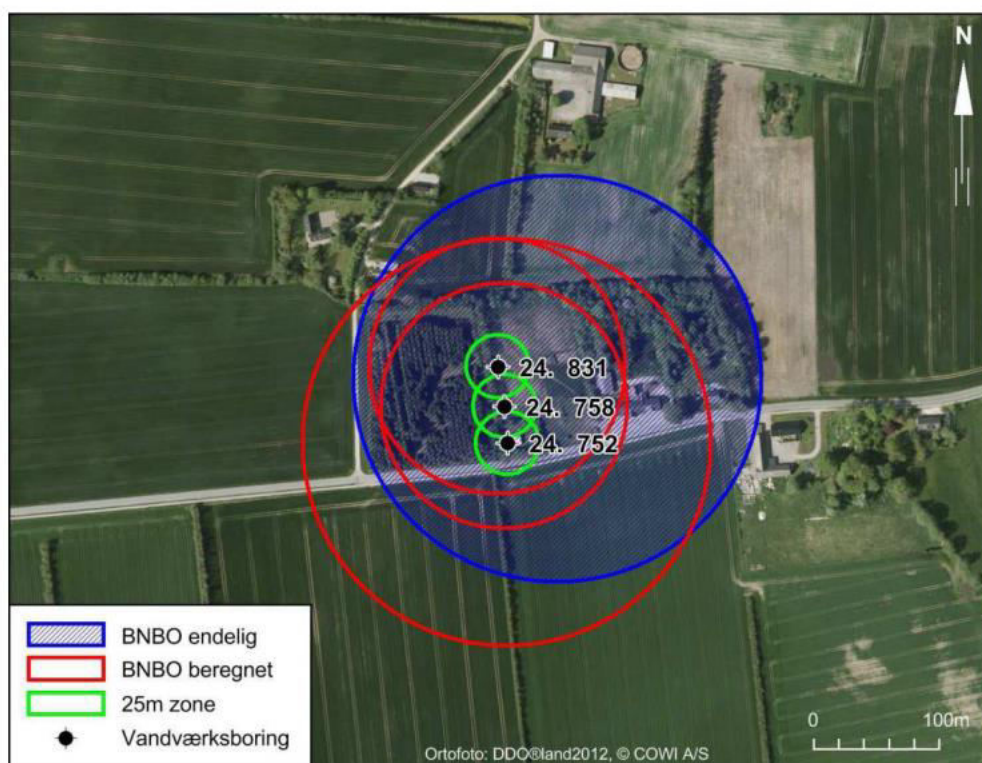 N
24. 831
24. 758
24. 752
BNBO endelig
BNBO beregnet
25m zone
Vandværksboring
0 100m
Ortofoto: DDO®land2012, © COWI A/S